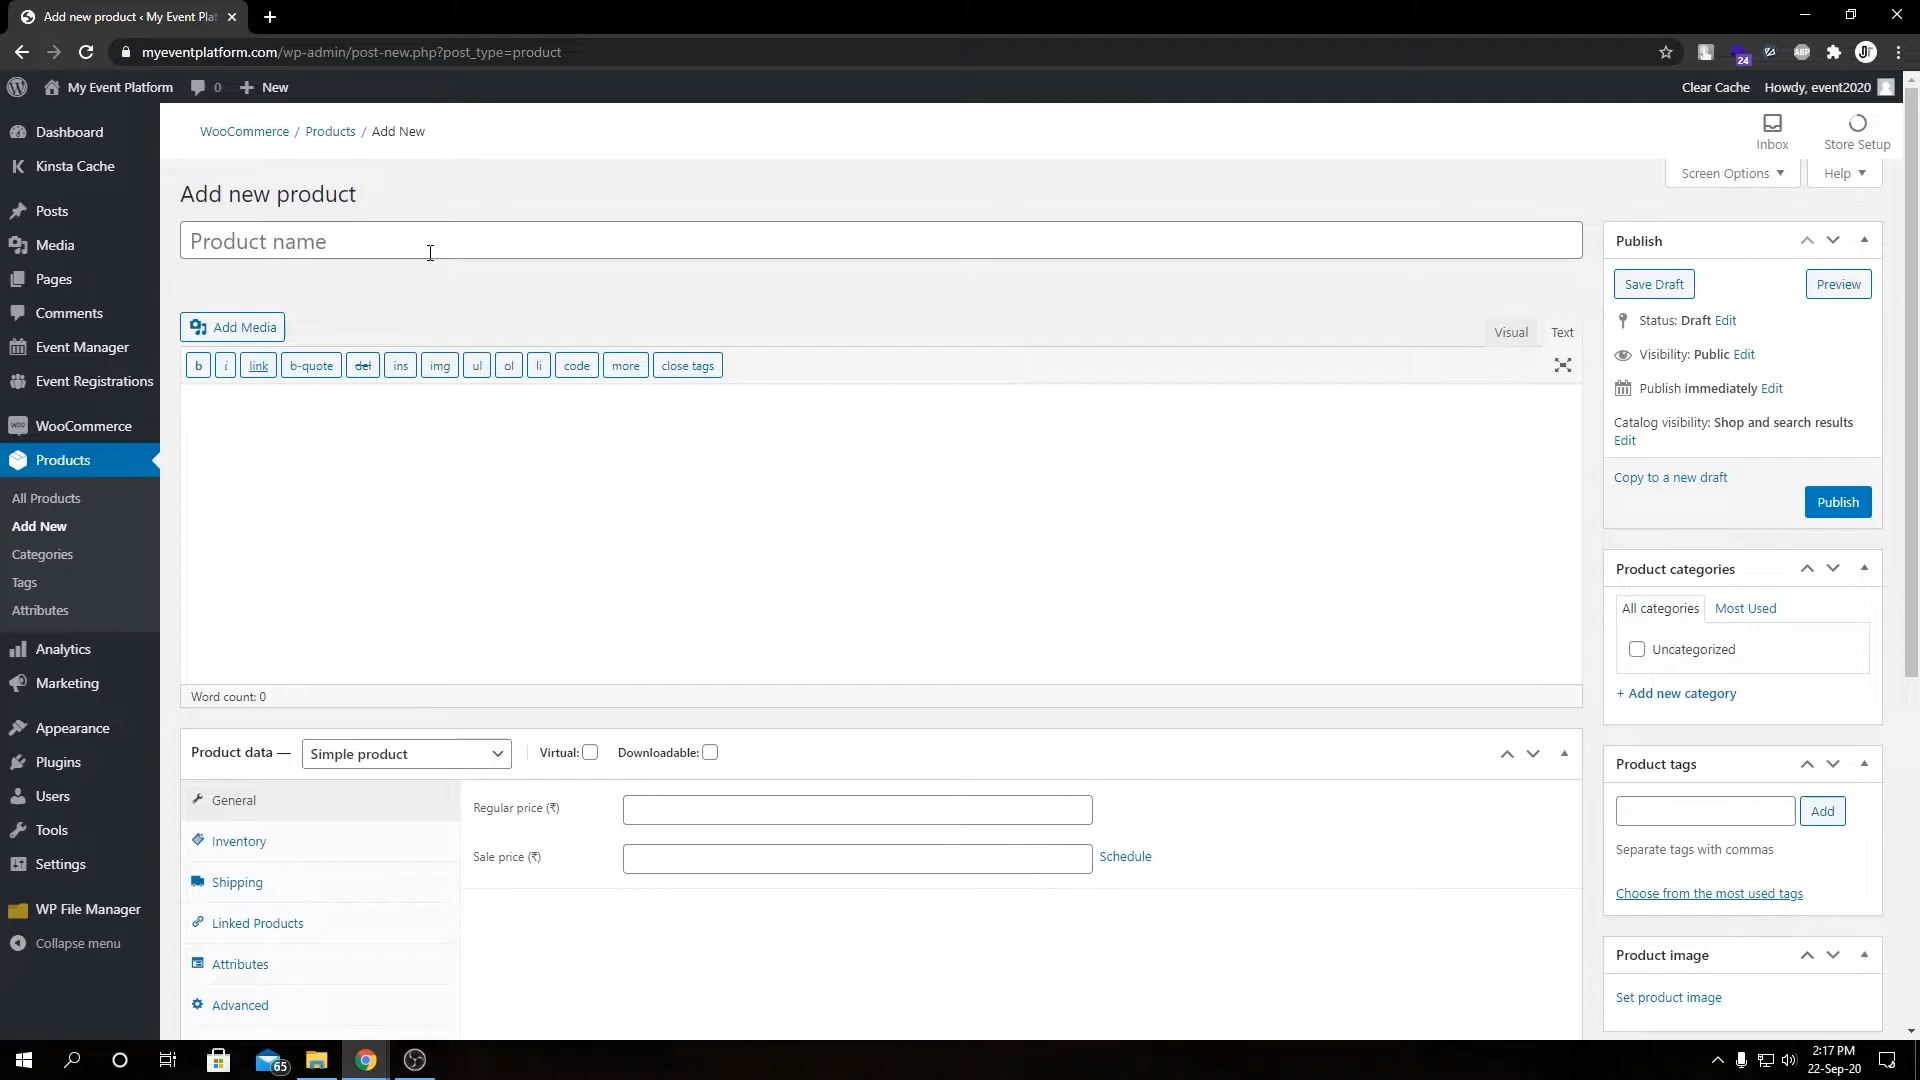 Add new product ‹ My Event Plat
myeventplatform.com/wp-admin/post-new.php?post_type=product
24
ABP
My Event Platform
0
New
Clear Cache
Howdy, event2020
Dashboard
Kinsta Cache
Posts
Media
Pages
Comments
Event Manager
Event Registrations
WooCommerce
Products
All Products
Add New
Categories
Tags
Attributes
Analytics
Marketing
Appearance
Plugins
Users
Tools
Settings
WP File Manager
Collapse menu
WooCommerce / Products / Add New
Inbox
Store Setup
Screen Options
Help
Add new product
Product name
Add Media
Visual
Text
b
i
link
b-quote
del
ins
img
ul
ol
li
code
more
close tags
Word count: 0
Product data —
Simple product
Virtual:
Downloadable:
General
Inventory
Shipping
Linked Products
Attributes
Advanced
Regular price (₹)
Sale price (₹)
Schedule
Publish
Save Draft
Preview
Status: Draft Edit
Visibility: Public Edit
Publish immediately Edit
Catalog visibility: Shop and search results
Edit
Copy to a new draft
Publish
Product categories
All categories
Most Used
Uncategorized
+ Add new category
Product tags
Add
Separate tags with commas
Choose from the most used tags
Product image
Set product image
65
2:17 PM
22-Sep-20